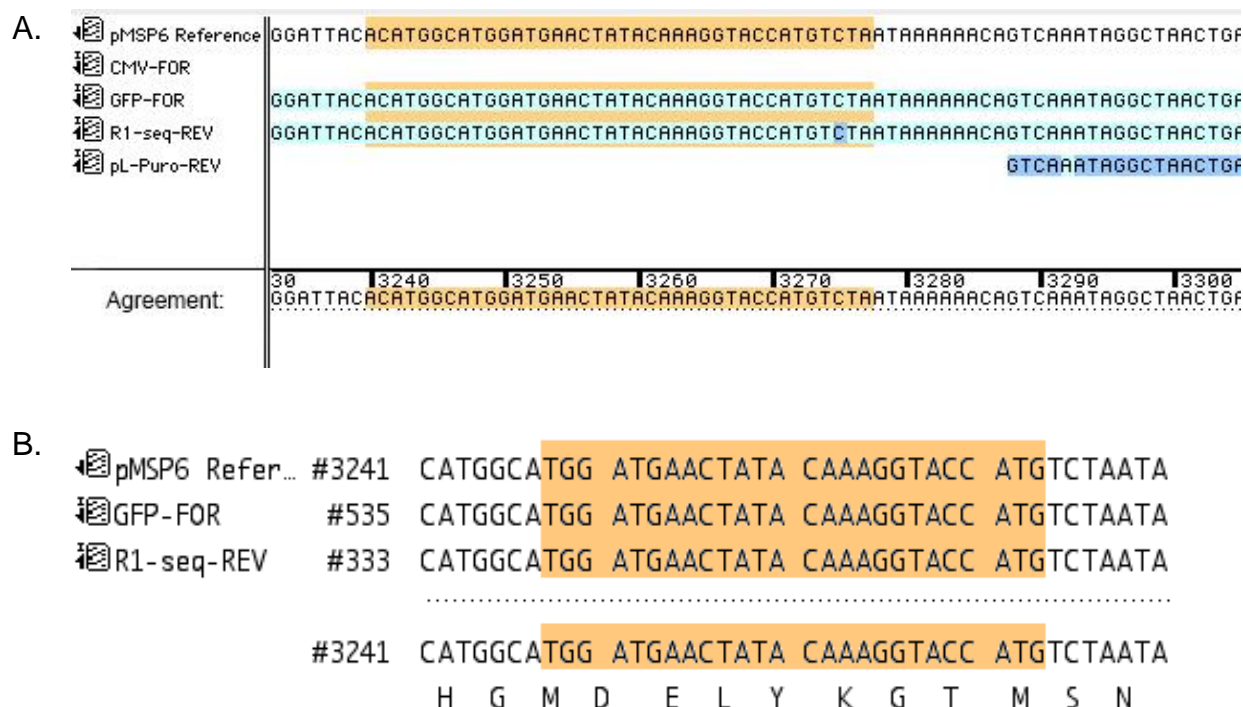 A.
pMSP6 Reference GGATTACACATGGCATGGATGAACTATACAAAGGTACCATGTCTAATAAAAAACAGTCAAATAGGCTAACTGA
CMV-FOR
GFP-FOR GGATTACACATGGCATGGATGAACTATACAAAGGTACCATGTCTAATAAAAAACAGTCAAATAGGCTAACTGA
R1-seq-REV GGATTACACATGGCATGGATGAACTATACAAAGGTACCATGTCTAATAAAAAACAGTCAAATAGGCTAACTGA
pL-Puro-REV GTCAAATAGGCTAACTGA
30 3240 3250 3260 3270 3280 3290 3300
Agreement: GGATTACACATGGCATGGATGAACTATACAAAGGTACCATGTCTAATAAAAAACAGTCAAATAGGCTAACTGA
B.
pMSP6 Refer… #3241 CATGGCATGG ATGAACTATA CAAAGGTACC ATGTCTAATA
GFP-FOR #535 CATGGCATGG ATGAACTATA CAAAGGTACC ATGTCTAATA
R1-seq-REV #333 CATGGCATGG ATGAACTATA CAAAGGTACC ATGTCTAATA
#3241 CATGGCATGG ATGAACTATA CAAAGGTACC ATGTCTAATA
H G M D E L Y K G T M S N